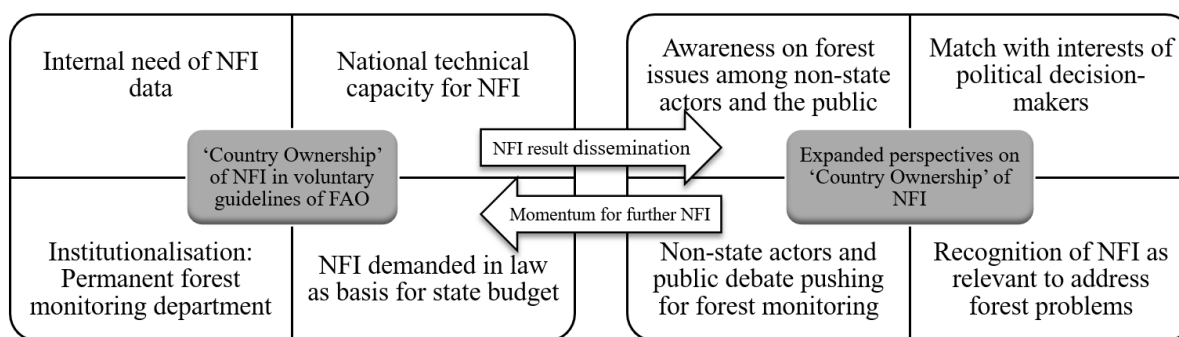 Internal need of NFI
data
National technical
capacity for NFI
'Country Ownership'
of NFI in voluntary
guidelines of FAO
Institutionalisation:
Permanent forest
monitoring department
NFI demanded in law
as basis for state budget
NFI result dissemination
Momentum for further NFI
Awareness on forest
issues among non-state
actors and the public
Match with interests of
political decision-
makers
Expanded perspectives on
'Country Ownership' of
NFI
Non-state actors and
public debate pushing
for forest monitoring
Recognition of NFI as
relevant to address
forest problems